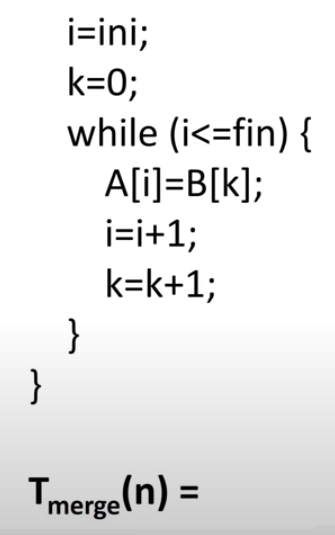 i=ini;
k=0;
while (i<=fin) {
A[i]=B[k];
i=i+1;
k=k+1;
}
}
Tmerge(n) =